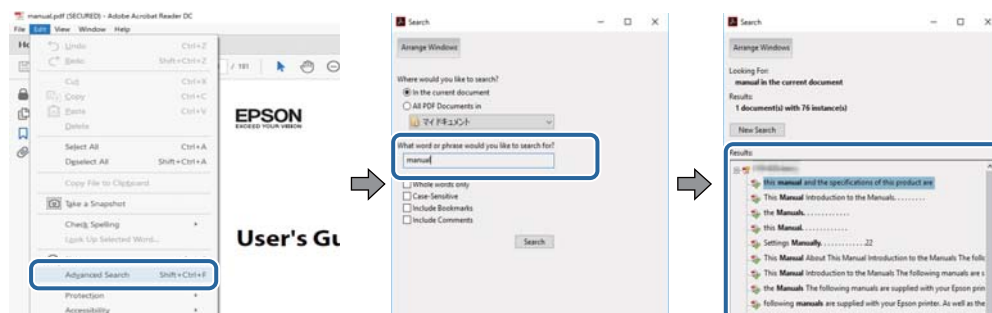 manual.pdf (SECURED) - Adobe Acrobat Reader DC
File Edit View Window Help
Undo Ctrl+Z
Redo Shift+Ctrl+Z
Cut Ctrl+X
Copy Ctrl+C
Paste Ctrl+V
Delete
Select All Ctrl+A
Deselect All Shift+Ctrl+A
Copy File to Clipboard
Take a Snapshot
Check Spelling
Look Up Selected Word...
Advanced Search Shift+Ctrl+F
Protection
Accessibility
/ 181
EPSON
EXCEED YOUR VISION
User's Gu
Search
Arrange Windows
Where would you like to search?
In the current document
All PDF Documents in
マイ ドキュメント
What word or phrase would you like to search for?
manual
Whole words only
Case-Sensitive
Include Bookmarks
Include Comments
Search
Search
Arrange Windows
Looking For:
manual in the current document
Results:
1 document(s) with 76 instance(s)
New Search
Results:
this manual and the specifications of this product are
This Manual Introduction to the Manuals.........
the Manuals............
this Manual............
Settings Manually............22
This Manual About This Manual Introduction to the Manuals The follo
This Manual Introduction to the Manuals The following manuals are s
the Manuals The following manuals are supplied with your Epson prin
following manuals are supplied with your Epson printer. As well as the